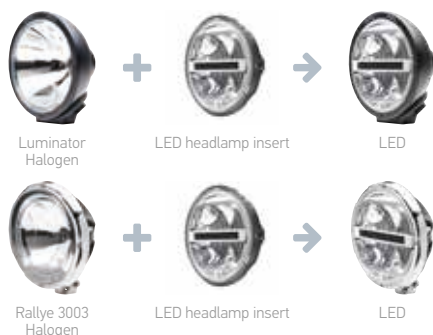 Luminator
Halogen
LED headlamp insert
LED
Rallye 3003
Halogen
LED headlamp insert
LED